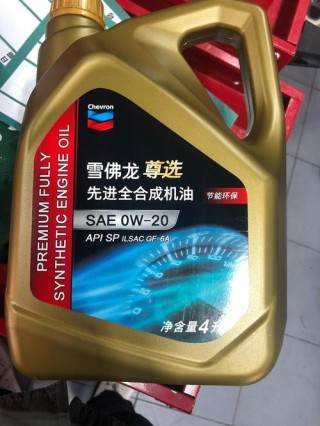 Chevron
雪佛龙 尊选
先进全合成机油
节能环保
SAE 0W-20
API SP ILSAC GF-6A
净含量4升
PREMIUM FULLY
SYNTHETIC ENGINE OIL